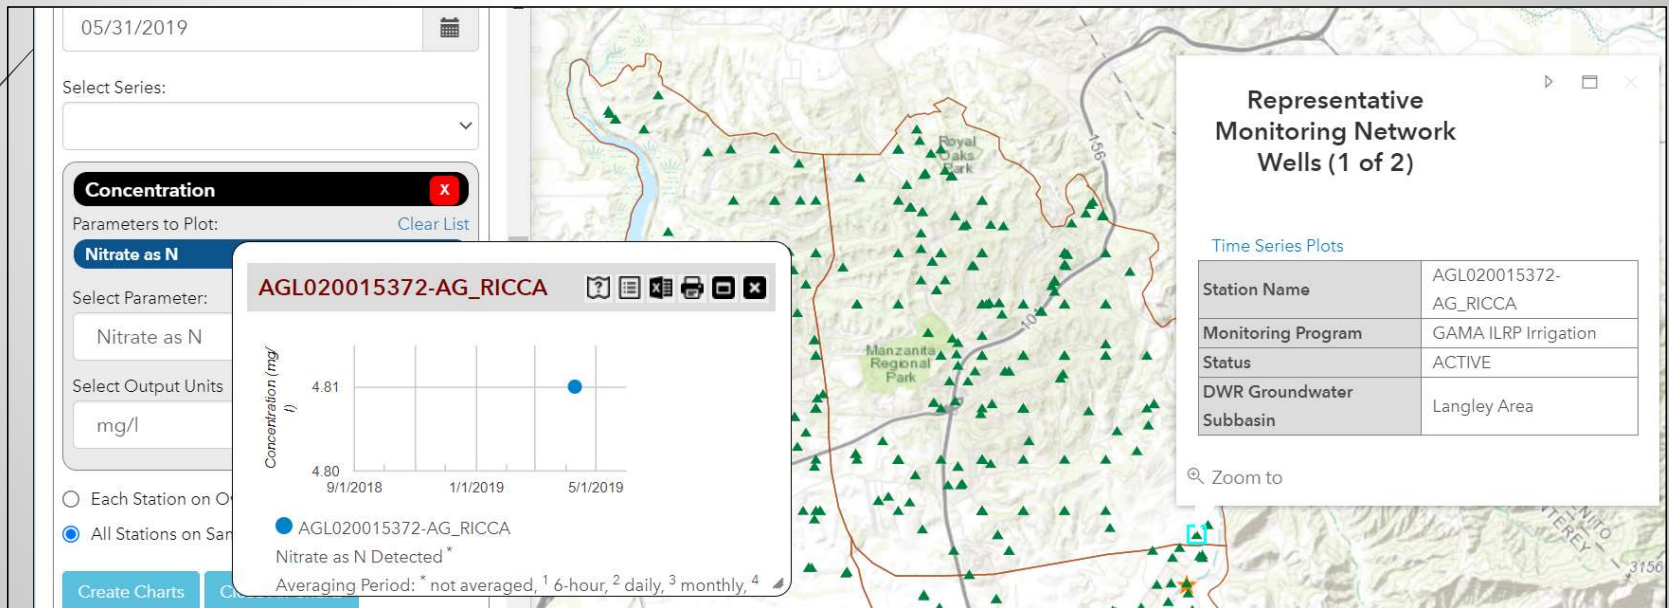 05/31/2019
Select Series:
Concentration
X
Parameters to Plot:
Clear List
Nitrate as N
Select Parameter:
Nitrate as N
Select Output Units
mg/l
Each Station on O
All Stations on Sa
Create Charts
AGL020015372-AG_RICCA
Concentration (mg/
l)
4.81
4.80
9/1/2018
1/1/2019
5/1/2019
AGL020015372-AG_RICCA
Nitrate as N Detected *
Averaging Period: * not averaged, 1 6-hour, 2 daily, 3 monthly, 4
Royal
Oaks
Park
156
101
Manzanita
Regional
Park
Representative
Monitoring Network
Wells (1 of 2)
Time Series Plots
Station Name
AGL020015372-
AG_RICCA
Monitoring Program
GAMA ILRP Irrigation
Status
ACTIVE
DWR Groundwater
Subbasin
Langley Area
Zoom to
3156